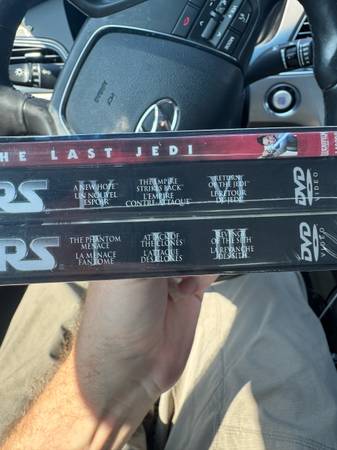 THE LAST JEDI
RS
A NEW HOPE
UN NOUVEL
ESPOIR
THE EMPIRE
STRIKES BACK
L'EMPIRE
CONTRE-ATTAQUE
RETURN
OF THE JEDI
LE RETOUR
DU JEDI
DVD
VIDEO
RS
THE PHANTOM
MENACE
LA MENACE
FANTÔME
ATTACK OF
THE CLONES
L'ATTAQUE
DES CLONES
REVENGE
OF THE SITH
LA REVANCHE
DES SITH
DVD
VIDEO